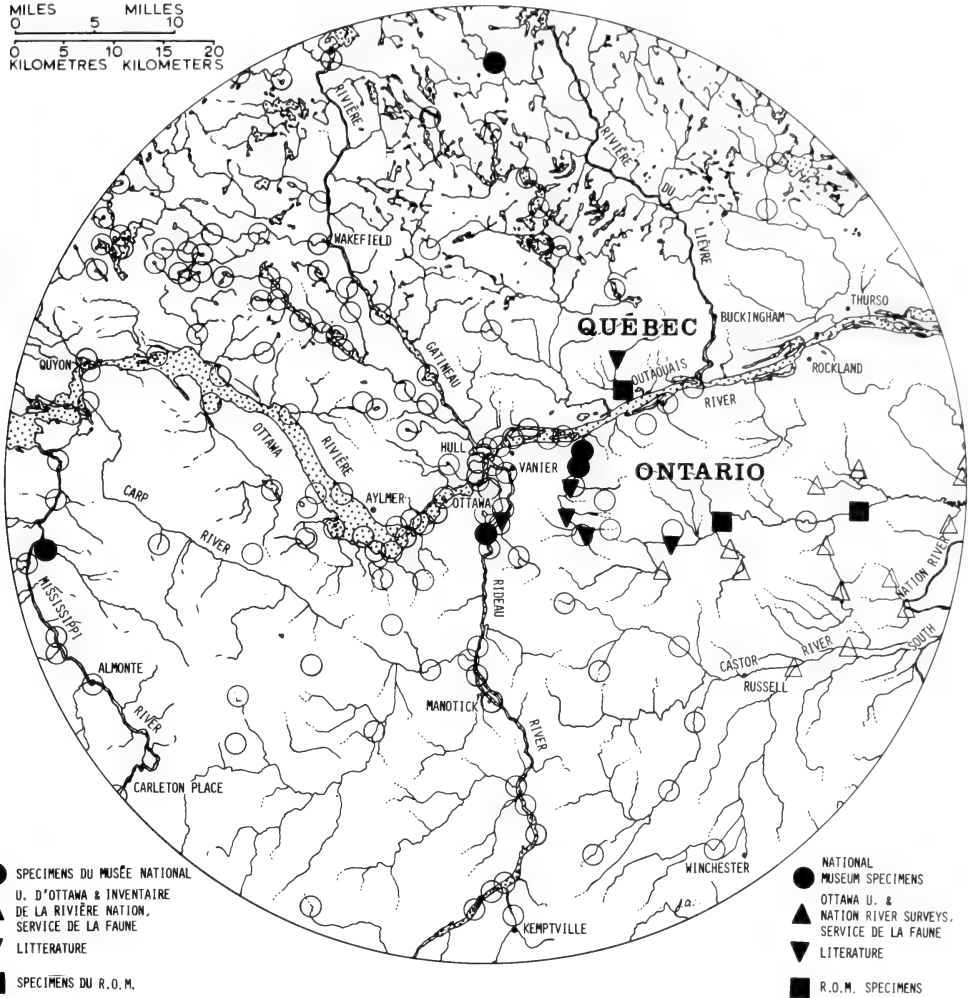 MILES MILLES
0 5 10
0 5 10 15 20
KILOMETRES KILOMETERS
RIVIÈRE
RIVIÈRE
DU
LIÈVRE
WAKEFIELD
THURSO
BUCKINGHAM
QUÉBEC
GATINEAU
QUYON
OUTAOUAIS
ROCKLAND
RIVER
OTTAWA
RIVIÈRE
HULL
VANIER
ONTARIO
CARP
AYLMER
OTTAWA
RIVER
NATION RIVER
MISSISSIPPI
RIDEAU
SOUTH
RIVER
CASTOR
ALMONTE
RUSSELL
MANOTICK
RIVER
RIVER
CARLETON PLACE
WINCHESTER
KEMPTVILLE
J.A.
SPECIMENS DU MUSÉE NATIONAL
U. D'OTTAWA & INVENTAIRE
DE LA RIVIÈRE NATION,
SERVICE DE LA FAUNE
LITTERATURE
SPECIMENS DU R.O.M.
NATIONAL
MUSEUM SPECIMENS
OTTAWA U. &
NATION RIVER SURVEYS,
SERVICE DE LA FAUNE
LITERATURE
R.O.M. SPECIMENS